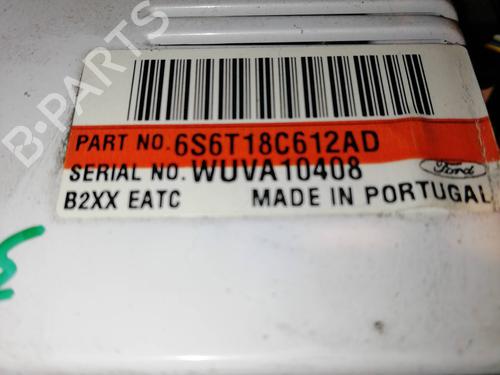 B-PARTS
PART NO. 6S6T18C612AD
SERIAL NO. WUVA10408
Ford
B2XX EATC MADE IN PORTUGAL